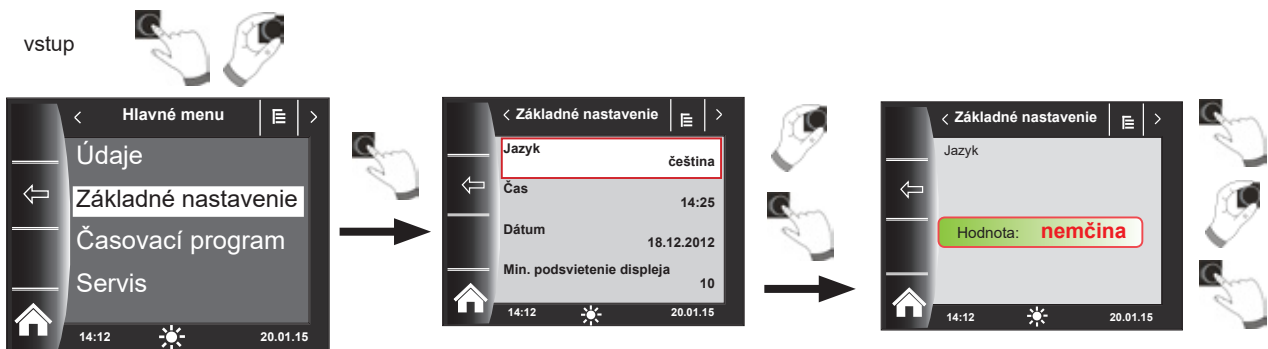 vstup
< Hlavné menu >
Údaje
Základné nastavenie
Časovací program
Servis
14:12 20.01.15
< Základné nastavenie >
Jazyk
čeština
Čas
14:25
Dátum
18.12.2012
Min. podsvietenie displeja
10
14:12 20.01.15
< Základné nastavenie >
Jazyk
Hodnota: nemčina
14:12 20.01.15